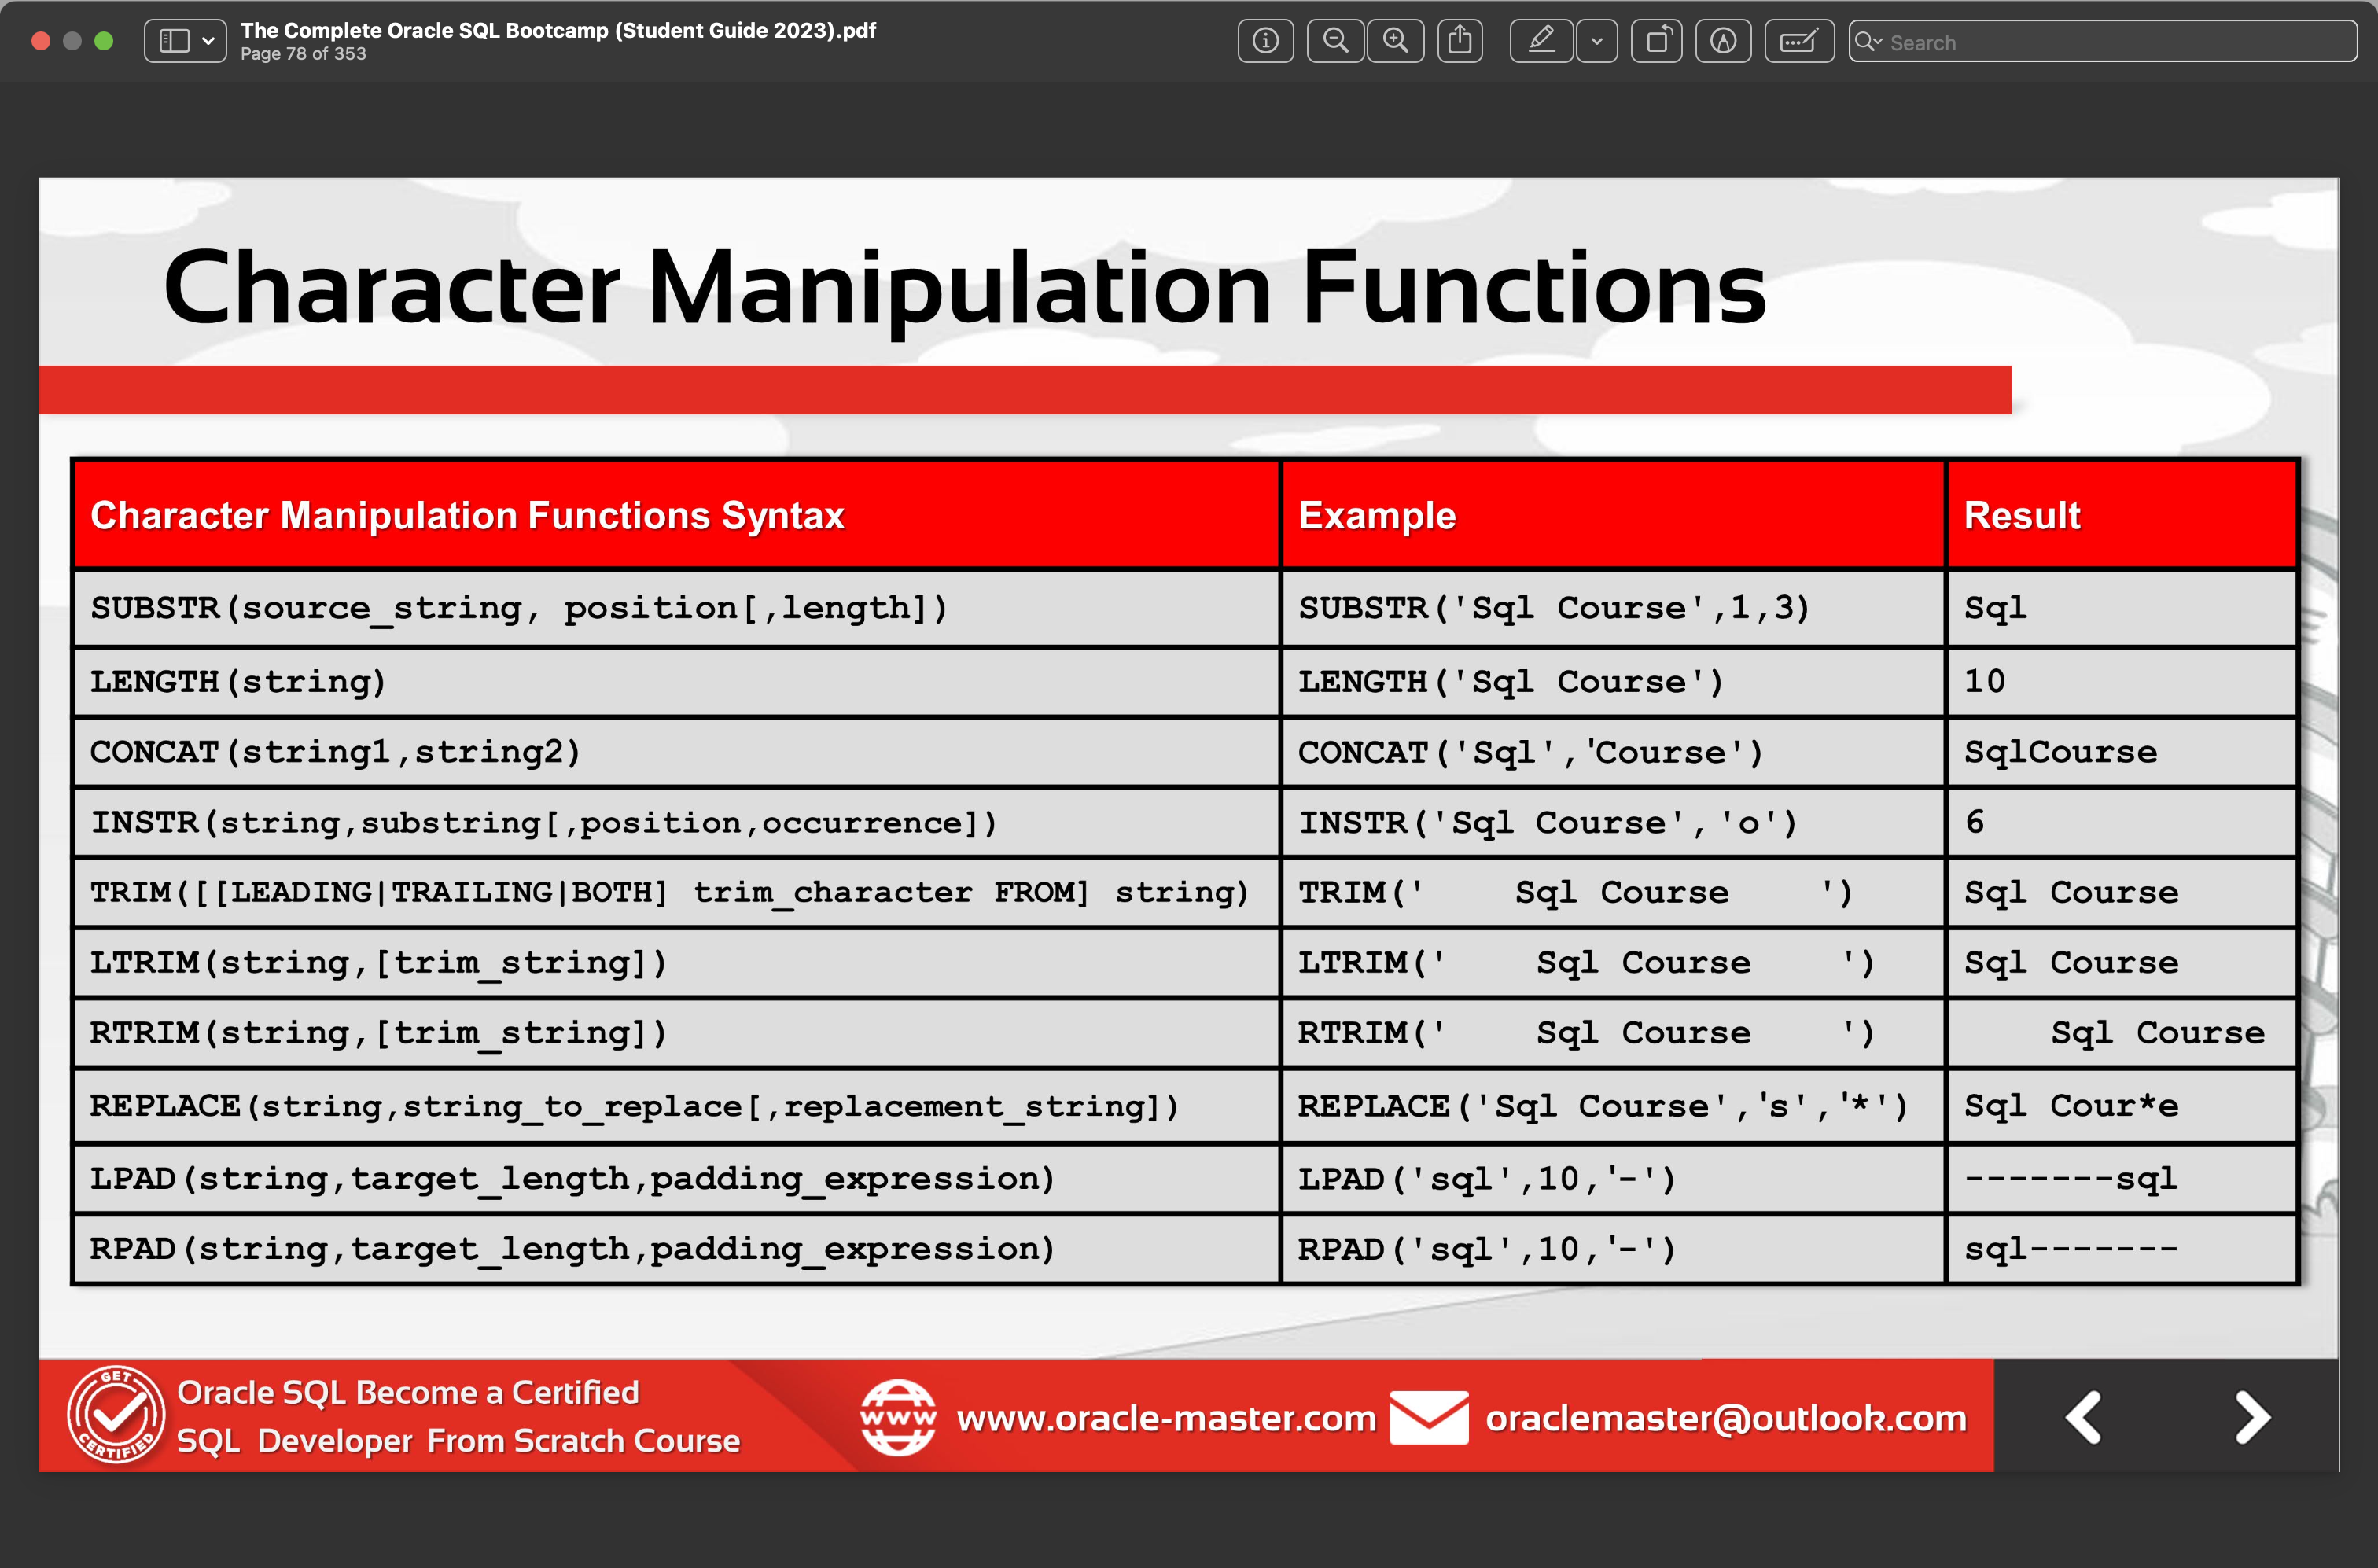 The Complete Oracle SQL Bootcamp (Student Guide 2023).pdf
Page 78 of 353
Search
Character Manipulation Functions
Character Manipulation Functions Syntax Example Result
SUBSTR(source_string, position[,length]) SUBSTR('Sql Course',1,3) Sql
LENGTH(string) LENGTH('Sql Course') 10
CONCAT(string1,string2) CONCAT('Sql','Course') SqlCourse
INSTR(string,substring[,position,occurrence]) INSTR('Sql Course','o') 6
TRIM([[LEADING|TRAILING|BOTH] trim_character FROM] string) TRIM('    Sql Course    ') Sql Course
LTRIM(string,[trim_string]) LTRIM('    Sql Course    ') Sql Course
RTRIM(string,[trim_string]) RTRIM('    Sql Course    ')     Sql Course
REPLACE(string,string_to_replace[,replacement_string]) REPLACE('Sql Course','s','*') Sql Cour*e
LPAD(string,target_length,padding_expression) LPAD('sql',10,'-') -------sql
RPAD(string,target_length,padding_expression) RPAD('sql',10,'-') sql-------
GET CERTIFIED
Oracle SQL Become a Certified
SQL Developer From Scratch Course
www www.oracle-master.com oraclemaster@outlook.com